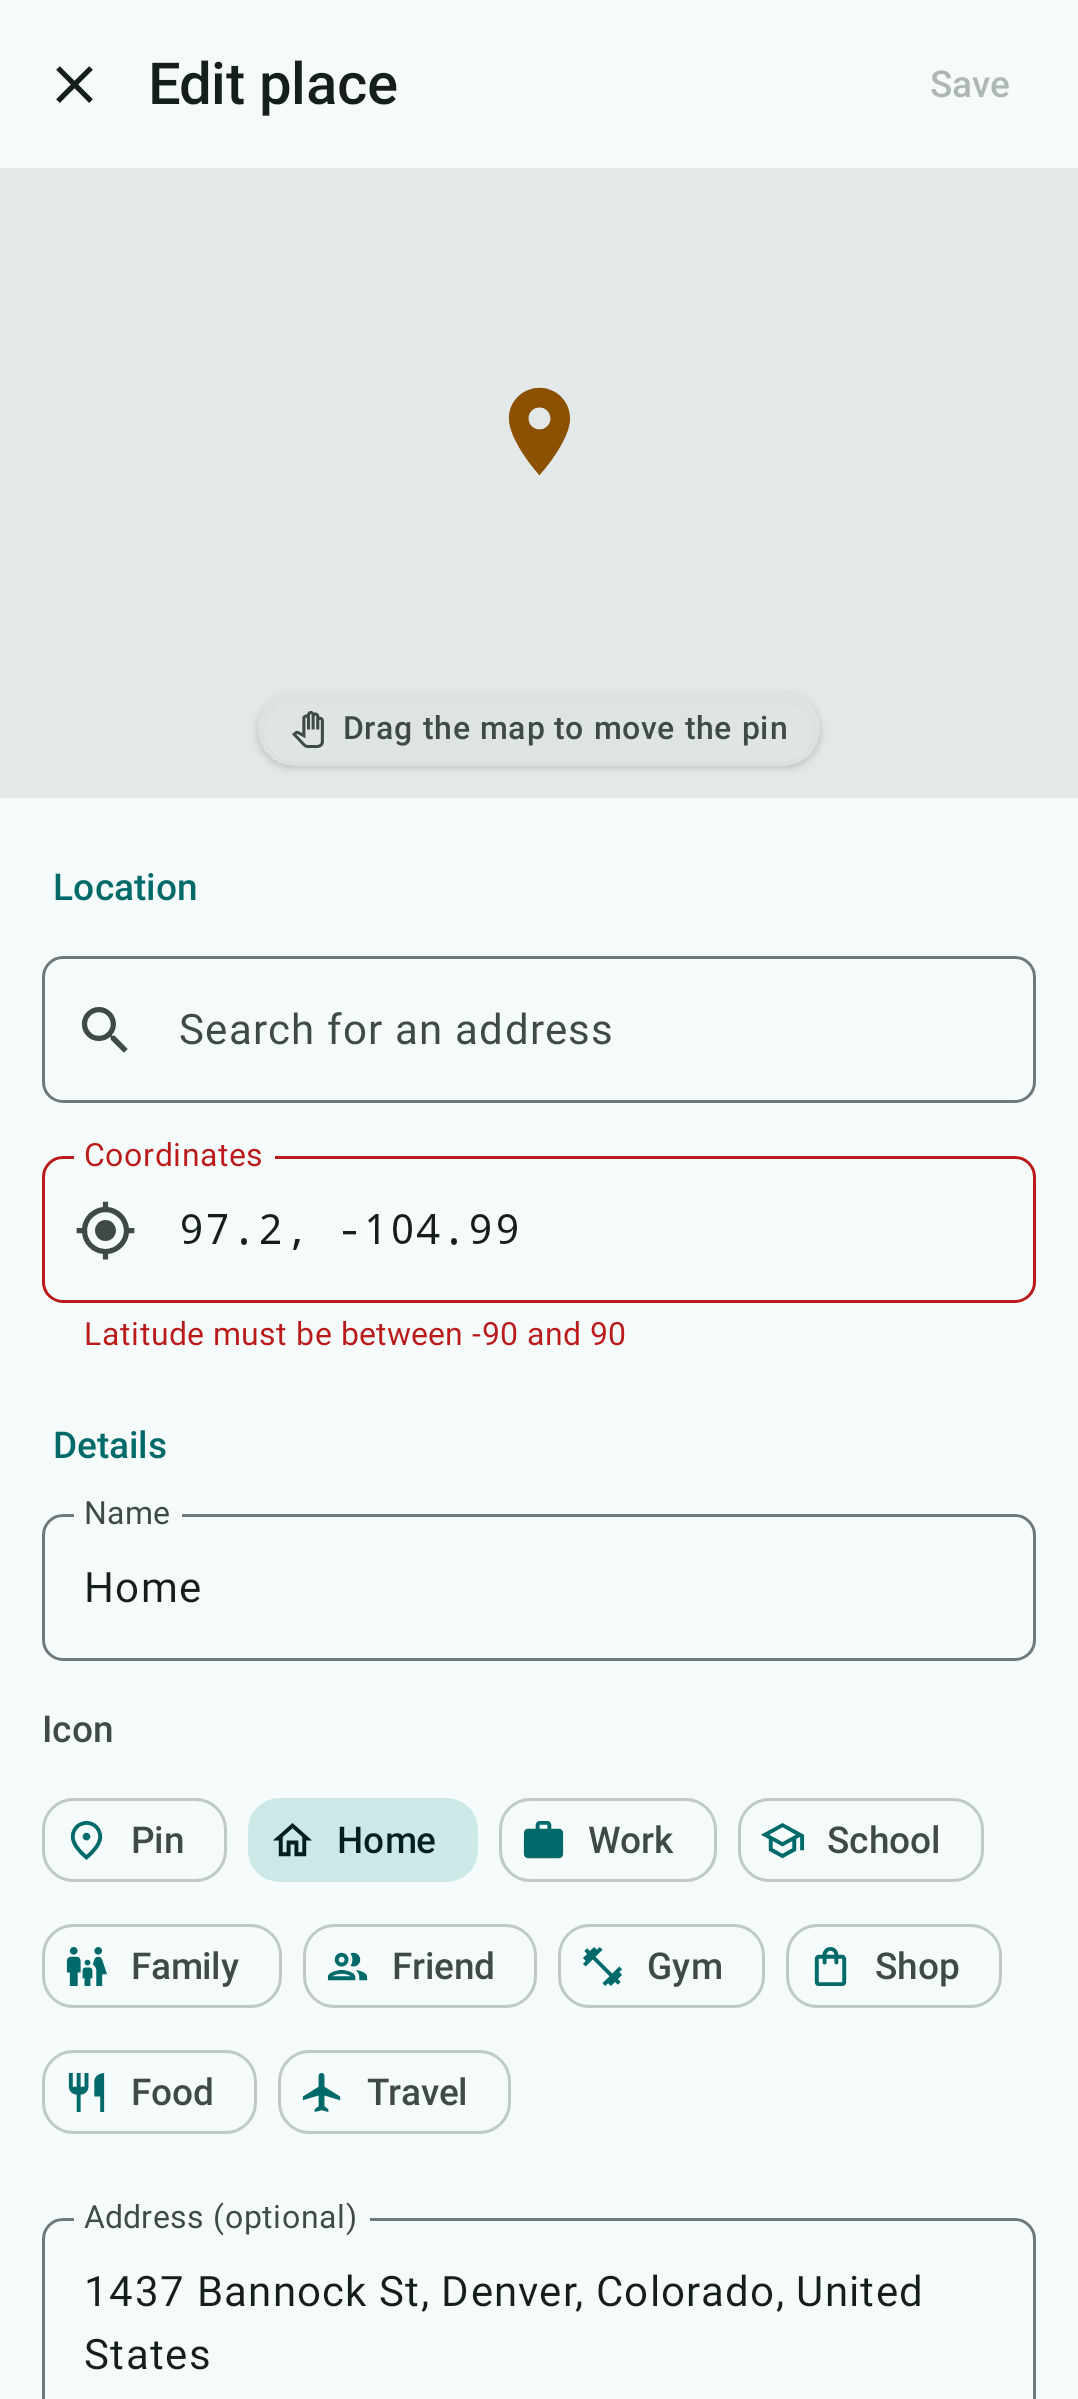 Edit place
Save
Drag the map to move the pin
Location
Search for an address
Coordinates
97.2, -104.99
Latitude must be between -90 and 90
Details
Name
Home
Icon
Pin
Home
Work
School
Family
Friend
Gym
Shop
Food
Travel
Address (optional)
1437 Bannock St, Denver, Colorado, United
States